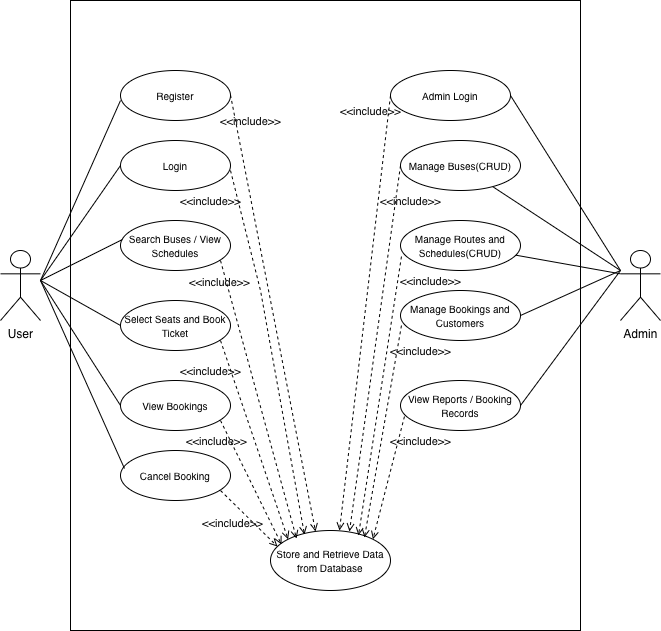 Register
Admin Login
<<include>>
<<include>>
Login
Manage Buses(CRUD)
<<include>>
<<include>>
Search Buses / View
Schedules
Manage Routes and
Schedules(CRUD)
<<include>>
<<include>>
User
Select Seats and Book
Ticket
Manage Bookings and
Customers
Admin
<<include>>
<<include>>
View Bookings
View Reports / Booking
Records
<<include>>
<<include>>
Cancel Booking
<<include>>
Store and Retrieve Data
from Database